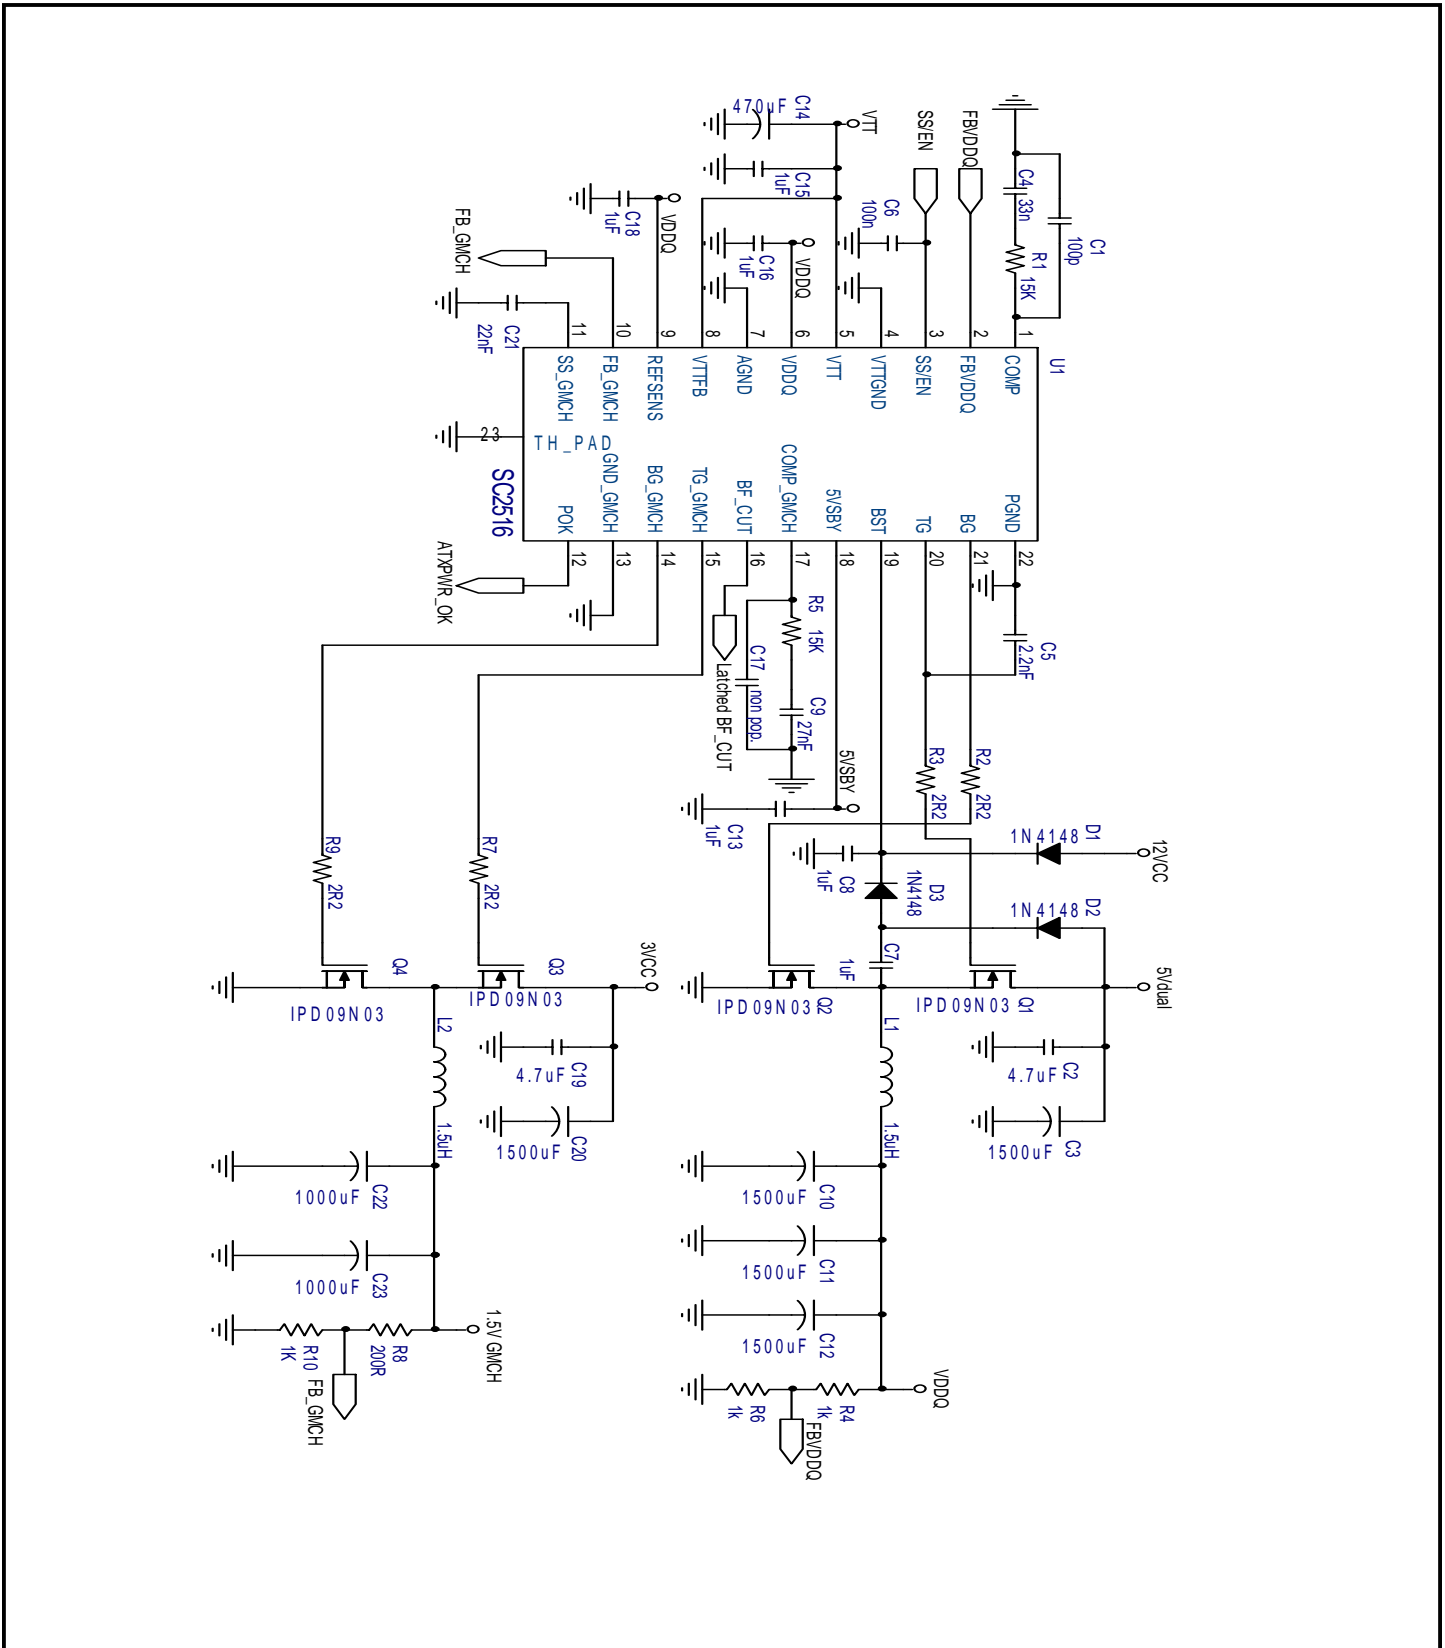 U1
SC2516
1
COMP
2
FBVDDQ
3
SS/EN
4
VTTGND
5
VTT
6
VDDQ
7
AGND
8
VTTFB
9
REFSENS
10
FB_GMCH
11
SS_GMCH
23
TH_PAD
22
PGND
21
BG
20
TG
19
BST
18
5VSBY
17
COMP_GMCH
16
BF_CUT
15
TG_GMCH
14
BG_GMCH
13
GND_GMCH
12
POK
C1
100p
C4
33n
R1
15K
FBVDDQ
SS/EN
C6
100n
VTT
C14
470uF
C15
1uF
VDDQ
C16
1uF
VDDQ
C18
1uF
FB_GMCH
C21
22nF
ATXPWR_OK
C5
2.2nF
R2
2R2
R3
2R2
R5
15K
C9
27nF
C17
non pop.
Latched BF_CUT
5VSBY
C13
1uF
C8
1uF
D1
1N4148
12VCC
D2
1N4148
D3
1N4148
C7
1uF
5Vdual
Q1
IPD09N03
Q2
IPD09N03
C2
4.7uF
C3
1500uF
L1
1.5uH
C10
1500uF
C11
1500uF
C12
1500uF
VDDQ
R4
1k
R6
1k
FBVDDQ
R7
2R2
R9
2R2
3VCC
Q3
IPD09N03
Q4
IPD09N03
C19
4.7uF
C20
1500uF
L2
1.5uH
C22
1000uF
C23
1000uF
1.5V GMCH
R8
200R
R10
1K
FB_GMCH